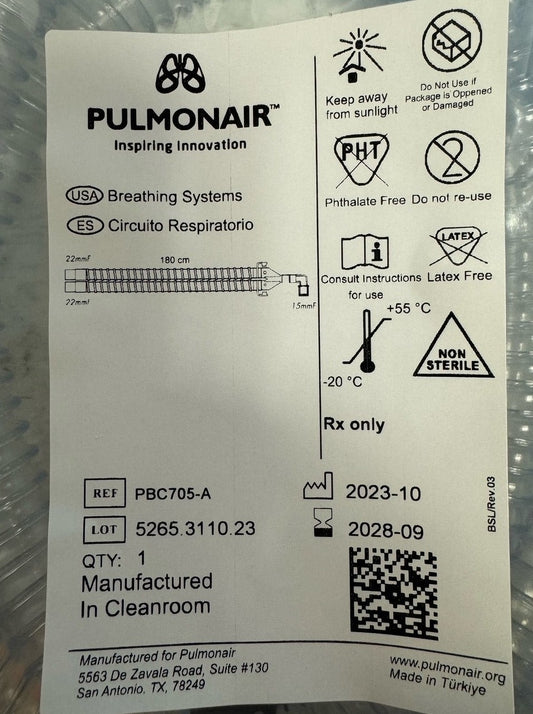 PULMONAIR™
Inspiring Innovation
USA Breathing Systems
ES Circuito Respiratorio
22mmF
180 cm
22mmF
15mmF
Keep away
from sunlight
Do Not Use if
Package is Oppened
or Damaged
PHT
Phthalate Free
2
Do not re-use
i
Consult Instructions
for use
LATEX
Latex Free
+55 °C
-20 °C
NON
STERILE
Rx only
REF PBC705-A
LOT 5265.3110.23
QTY: 1
Manufactured
In Cleanroom
2023-10
2028-09
BSL/Rev.03
Manufactured for Pulmonair
5563 De Zavala Road, Suite #130
San Antonio, TX, 78249
www.pulmonair.org
Made in Türkiye